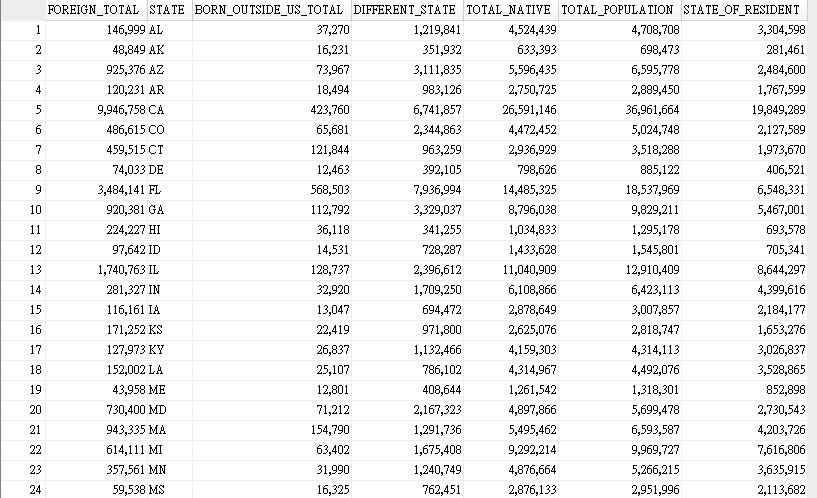 FOREIGN_TOTAL STATE BORN_OUTSIDE_US_TOTAL DIFFERENT_STATE TOTAL_NATIVE TOTAL_POPULATION STATE_OF_RESIDENT
1 146,999 AL 37,270 1,219,841 4,524,439 4,708,708 3,304,598
2 48,849 AK 16,231 351,932 633,393 698,473 281,461
3 925,376 AZ 73,967 3,111,835 5,596,435 6,595,778 2,484,600
4 120,231 AR 18,494 983,126 2,750,725 2,889,450 1,767,599
5 9,946,758 CA 423,760 6,741,857 26,591,146 36,961,664 19,849,289
6 486,615 CO 65,681 2,344,863 4,472,452 5,024,748 2,127,589
7 459,515 CT 121,844 963,259 2,936,929 3,518,288 1,973,670
8 74,033 DE 12,463 392,105 798,626 885,122 406,521
9 3,484,141 FL 568,503 7,936,994 14,485,325 18,537,969 6,548,331
10 920,381 GA 112,792 3,329,037 8,796,038 9,829,211 5,467,001
11 224,227 HI 36,118 341,255 1,034,833 1,295,178 693,578
12 97,642 ID 14,531 728,287 1,433,628 1,545,801 705,341
13 1,740,763 IL 128,737 2,396,612 11,040,909 12,910,409 8,644,297
14 281,327 IN 32,920 1,709,250 6,108,866 6,423,113 4,399,616
15 116,161 IA 13,047 694,472 2,878,649 3,007,857 2,184,177
16 171,252 KS 22,419 971,800 2,625,076 2,818,747 1,653,276
17 127,973 KY 26,837 1,132,466 4,159,303 4,314,113 3,026,837
18 152,002 LA 25,107 786,102 4,314,967 4,492,076 3,528,865
19 43,958 ME 12,801 408,644 1,261,542 1,318,301 852,898
20 730,400 MD 71,212 2,167,323 4,897,866 5,699,478 2,730,543
21 943,335 MA 154,790 1,291,736 5,495,462 6,593,587 4,203,726
22 614,111 MI 63,402 1,675,408 9,292,214 9,969,727 7,616,806
23 357,561 MN 31,990 1,240,749 4,876,664 5,266,215 3,635,915
24 59,538 MS 16,325 762,451 2,876,133 2,951,996 2,113,682